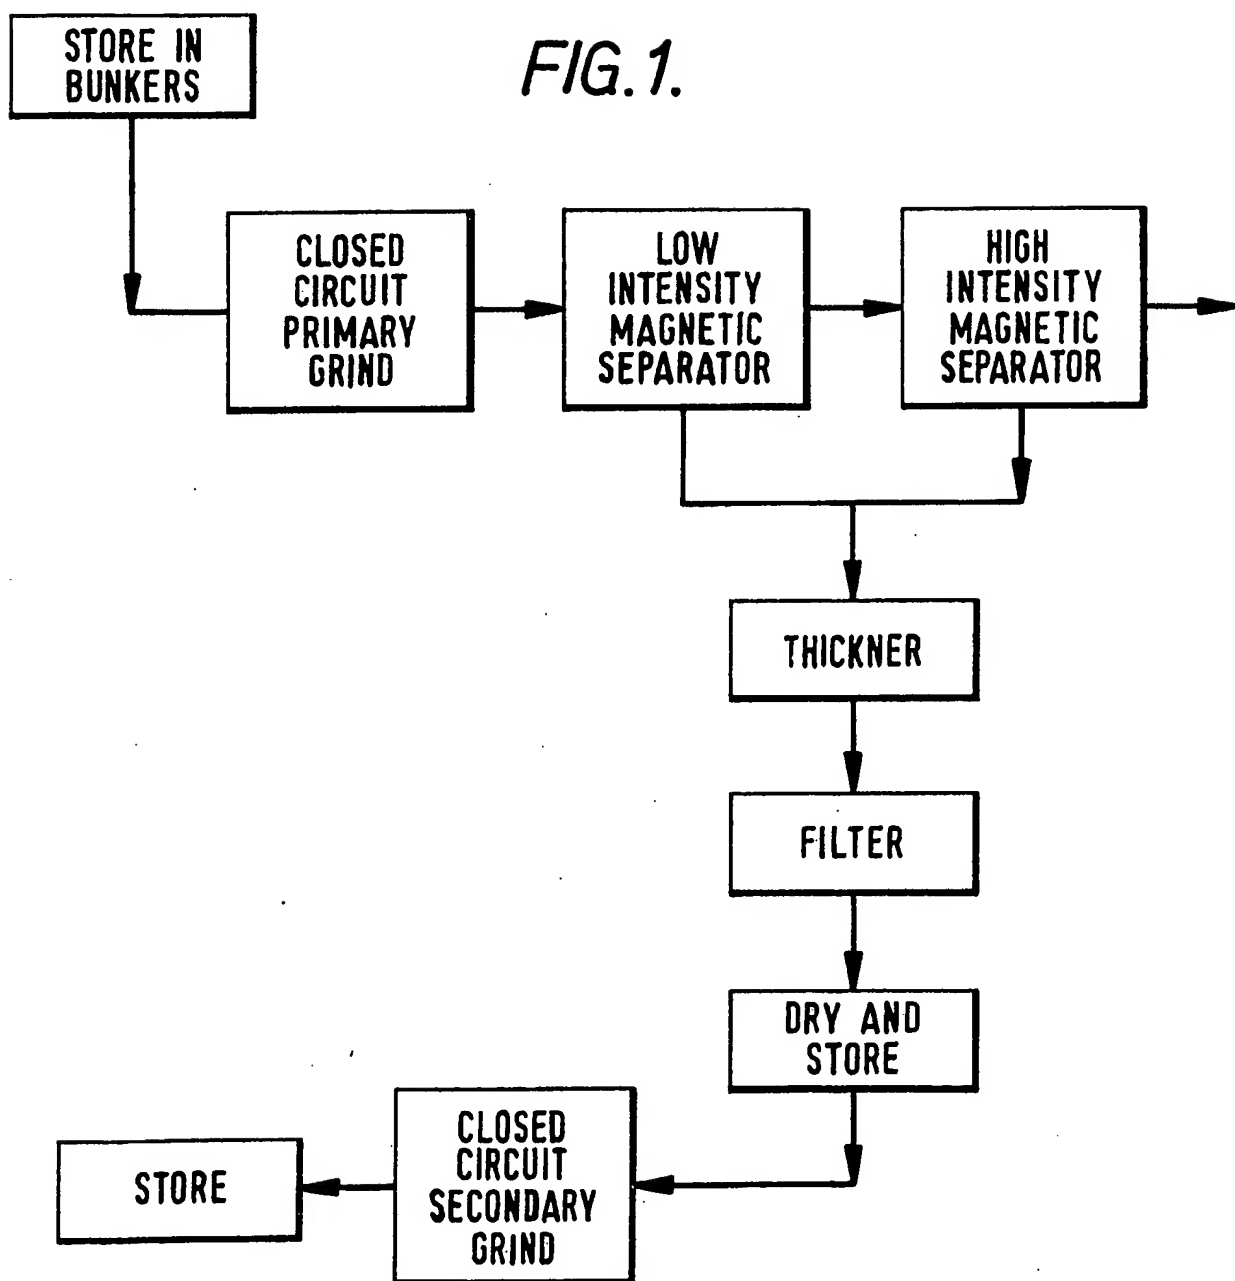 STORE IN
BUNKERS
FIG.1.
CLOSED
CIRCUIT
PRIMARY
GRIND
LOW
INTENSITY
MAGNETIC
SEPARATOR
HIGH
INTENSITY
MAGNETIC
SEPARATOR
THICKNER
FILTER
DRY AND
STORE
CLOSED
CIRCUIT
SECONDARY
GRIND
STORE